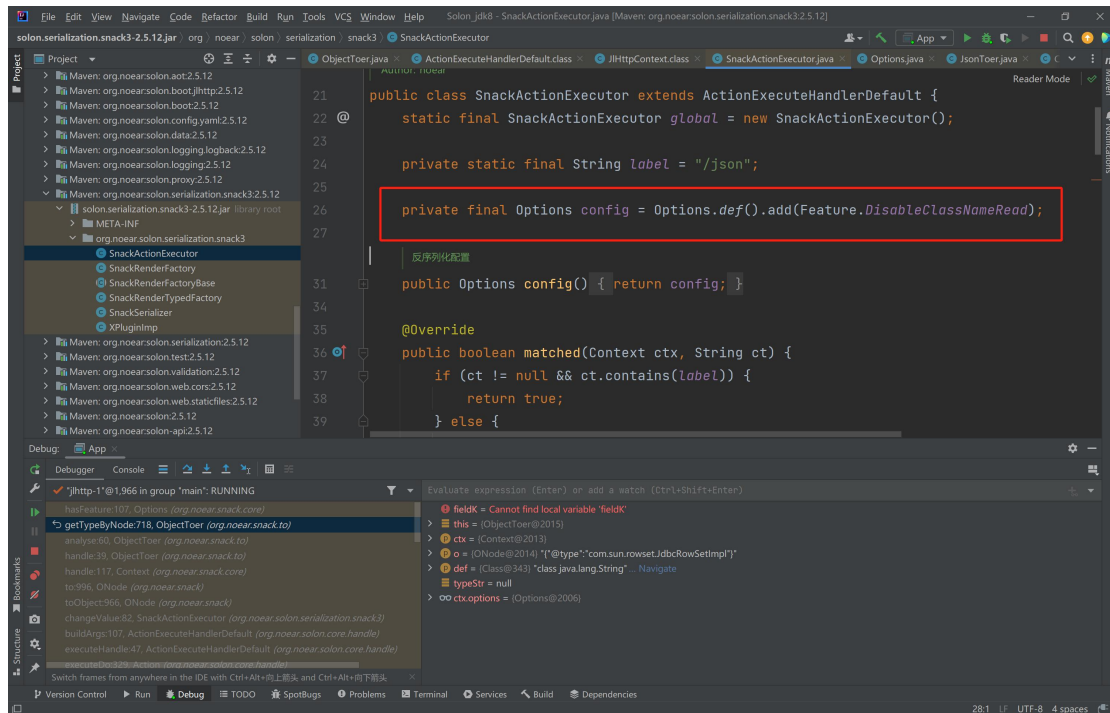 File Edit View Navigate Code Refactor Build Run Tools VCS Window Help Solon_jdk8 - SnackActionExecutor.java [Maven: org.noear:solon.serialization.snack3:2.5.12]
solon.serialization.snack3-2.5.12.jar org noear solon serialization snack3 SnackActionExecutor App
Project ObjectToer.java ActionExecuteHandlerDefault.class JlHttpContext.class SnackActionExecutor.java Options.java JsonToer.java
Maven: org.noear:solon.aot:2.5.12
Maven: org.noear:solon.boot.jlhttp:2.5.12
Maven: org.noear:solon.boot:2.5.12
Maven: org.noear:solon.config.yaml:2.5.12
Maven: org.noear:solon.data:2.5.12
Maven: org.noear:solon.logging.logback:2.5.12
Maven: org.noear:solon.logging:2.5.12
Maven: org.noear:solon.proxy:2.5.12
Maven: org.noear:solon.serialization.snack3:2.5.12
solon.serialization.snack3-2.5.12.jar library root
META-INF
org.noear.solon.serialization.snack3
SnackActionExecutor
SnackRenderFactory
SnackRenderFactoryBase
SnackRenderTypedFactory
SnackSerializer
XPluginImp
Maven: org.noear:solon.serialization:2.5.12
Maven: org.noear:solon.test:2.5.12
Maven: org.noear:solon.validation:2.5.12
Maven: org.noear:solon.web.cors:2.5.12
Maven: org.noear:solon.web.staticfiles:2.5.12
Maven: org.noear:solon:2.5.12
Maven: org.noear:solon-api:2.5.12
Author: noear
Reader Mode
21 public class SnackActionExecutor extends ActionExecuteHandlerDefault {
22 @ static final SnackActionExecutor global = new SnackActionExecutor();
23
24 private static final String label = "/json";
25
26 private final Options config = Options.def().add(Feature.DisableClassNameRead);
27
反序列化配置
31 public Options config() { return config; }
34
35 @Override
36 public boolean matched(Context ctx, String ct) {
37 if (ct != null && ct.contains(label)) {
38 return true;
39 } else {
Project
Bookmarks
Structure
Maven
Notifications
Debug: App
Debugger Console
"jlhttp-1"@1,966 in group "main": RUNNING
hasFeature:107, Options (org.noear.snack.core)
getTypeByNode:718, ObjectToer (org.noear.snack.to)
analyse:60, ObjectToer (org.noear.snack.to)
handle:39, ObjectToer (org.noear.snack.to)
handle:117, Context (org.noear.snack.core)
to:996, ONode (org.noear.snack)
toObject:966, ONode (org.noear.snack)
changeValue:82, SnackActionExecutor (org.noear.solon.serialization.snack3)
buildArgs:107, ActionExecuteHandlerDefault (org.noear.solon.core.handle)
executeHandle:47, ActionExecuteHandlerDefault (org.noear.solon.core.handle)
executeDo:329, Action (org.noear.solon.core.handle)
Switch frames from anywhere in the IDE with Ctrl+Alt+向上箭头 and Ctrl+Alt+向下箭头
Evaluate expression (Enter) or add a watch (Ctrl+Shift+Enter)
fieldK = Cannot find local variable 'fieldK'
this = {ObjectToer@2015}
ctx = {Context@2013}
o = {ONode@2014} "{"@type":"com.sun.rowset.JdbcRowSetImpl"}"
def = {Class@343} "class java.lang.String" ... Navigate
typeStr = null
ctx.options = {Options@2006}
Version Control Run Debug TODO SpotBugs Problems Terminal Services Build Dependencies
28:1 LF UTF-8 4 spaces